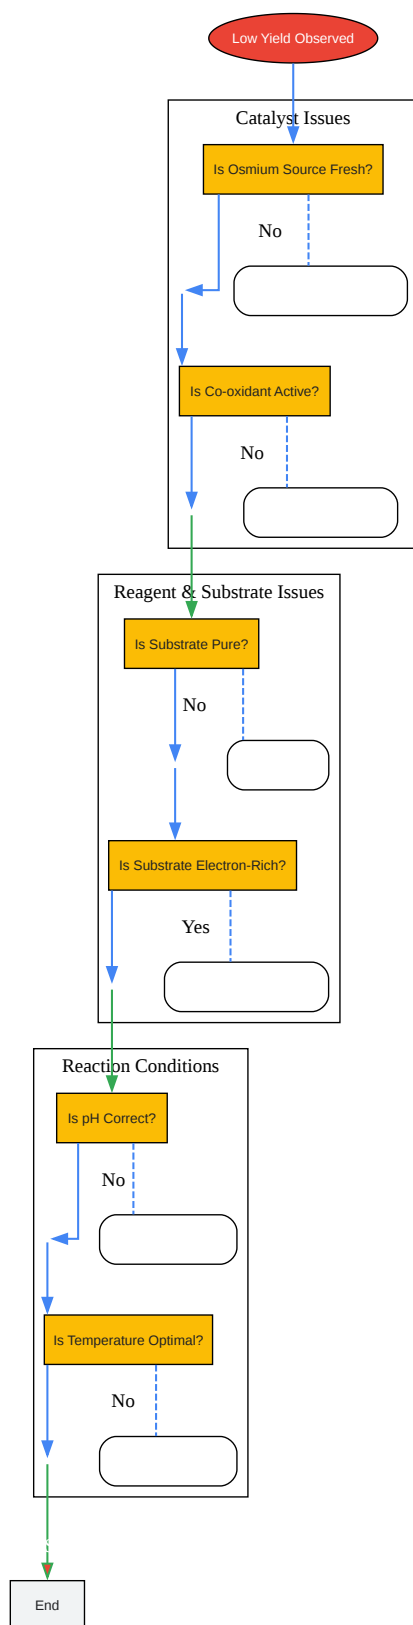 Low Yield Observed
Catalyst Issues
Is Osmium Source Fresh?
No
Is Co-oxidant Active?
No
Reagent & Substrate Issues
Is Substrate Pure?
No
Is Substrate Electron-Rich?
Yes
Reaction Conditions
Is pH Correct?
No
Is Temperature Optimal?
No
End